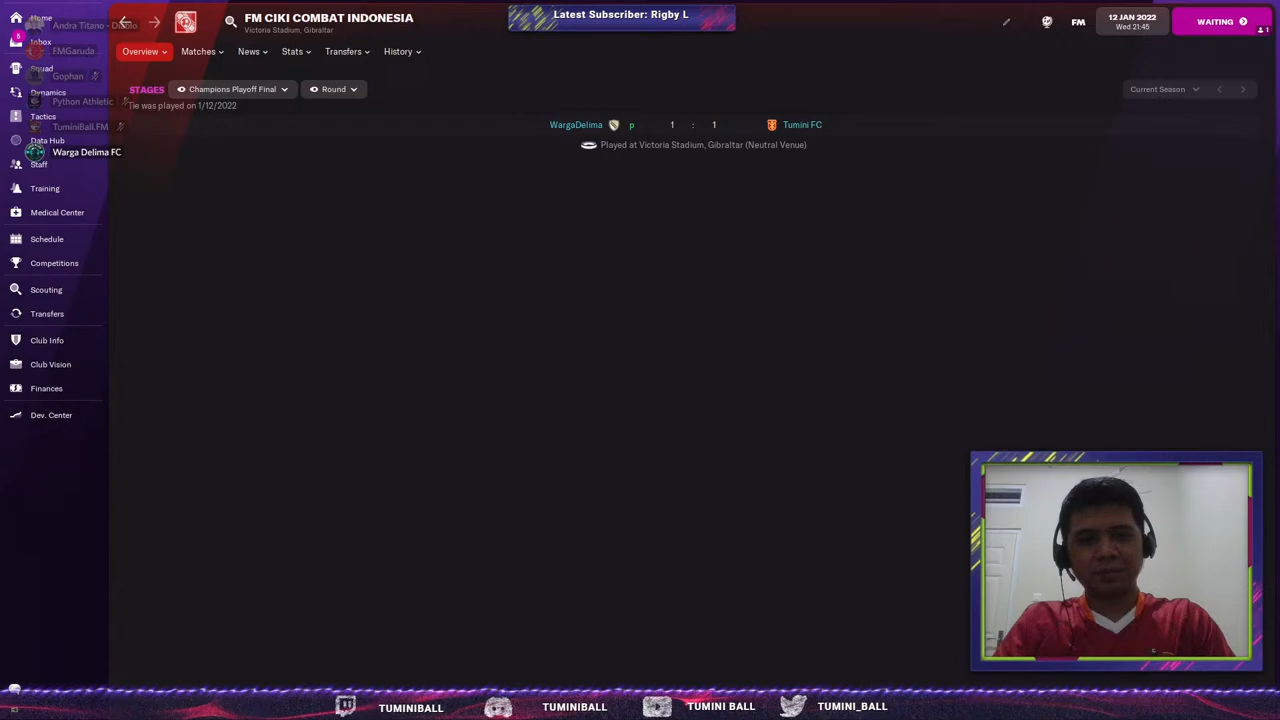 FM CIKI COMBAT INDONESIA
Victoria Stadium, Gibraltar
Latest Subscriber: Rigby L
FM
12 JAN 2022
Wed 21:45
WAITING
1
Overview
Matches
News
Stats
Transfers
History
STAGES
Champions Playoff Final
Round
Current Season
Tie was played on 1/12/2022
WargaDelima p 1 : 1 Tumini FC
Played at Victoria Stadium, Gibraltar (Neutral Venue)
Home
Andra Titano - Diablo
5
Inbox
FMGaruda
Squad
Gophan
Dynamics
Python Athletic
Tactics
TuminiBall.FM
Data Hub
Warga Delima FC
Staff
Training
Medical Center
Schedule
Competitions
Scouting
Transfers
Club Info
Club Vision
Finances
Dev. Center
TUMINIBALL
TUMINIBALL
TUMINI BALL
TUMINI_BALL